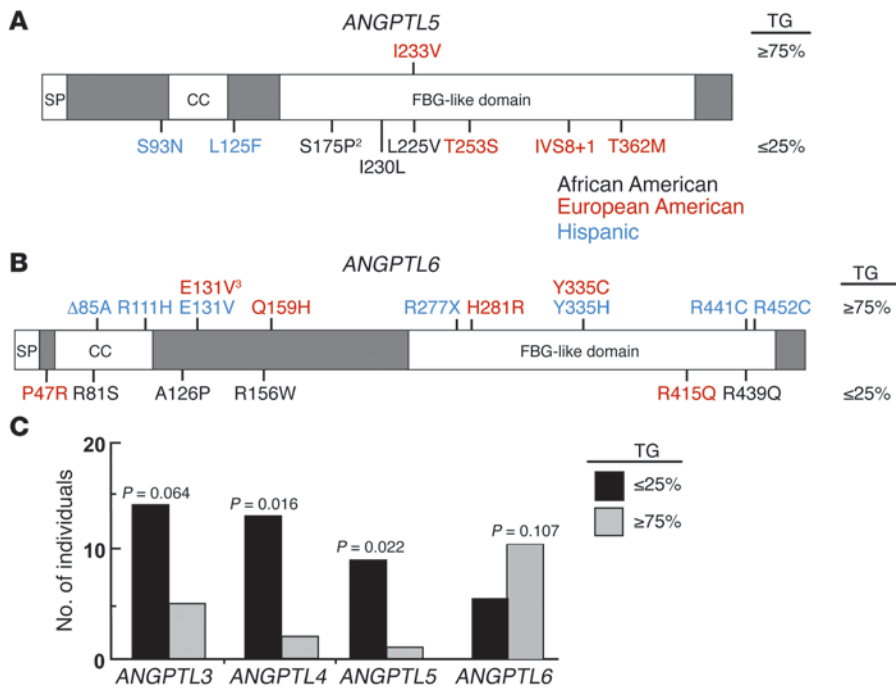 A
ANGPTL5
TG
I233V
≥75%
SP CC FBG-like domain
S93N L125F S175P² L225V T253S IVS8+1 T362M ≤25%
I230L
African American
European American
Hispanic
B
ANGPTL6
TG
E131V³ Y335C
Δ85A R111H E131V Q159H R277X H281R Y335H R441C R452C ≥75%
SP CC FBG-like domain
P47R R81S A126P R156W R415Q R439Q ≤25%
C
TG
≤25%
≥75%
No. of individuals
20
10
0
P = 0.064
P = 0.016
P = 0.022
P = 0.107
ANGPTL3 ANGPTL4 ANGPTL5 ANGPTL6